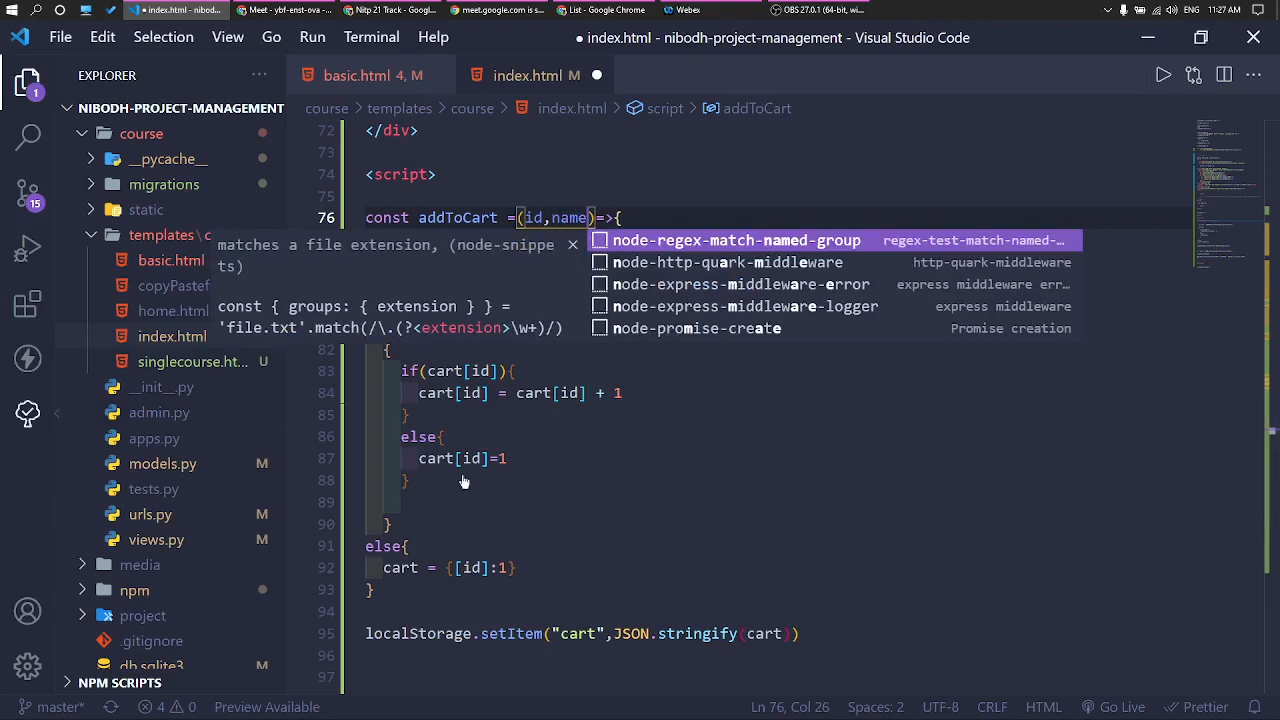 index.html
Meet - ybf-enst-ova ...
Nitp 21 Track - Googl...
meet.google.com is s...
List - Google Chrome
Webex
OBS 27.0.1 (64-bit, wi...
11:27 AM
File Edit Selection View Go Run Terminal Help
● index.html - nibodh-project-management - Visual Studio Code
EXPLORER
basic.html 4, M
index.html M
1
15
course > templates > course > index.html > script > addToCart
NIBODH-PROJECT-MANAGEMENT
course
__pycache__
migrations
static
templates\c
basic.html
copyPastef
home.html
index.html
singlecourse.ht... U
__init__.py
admin.py
apps.py
models.py M
tests.py
urls.py M
views.py M
media
npm
project
.gitignore
db.sqlite3
NPM SCRIPTS
72 </div>
73
74 <script>
75
76 const addToCart =(id,name)=>{
matches a file extension, (node-snippe
ts)
const { groups: { extension } } =
'file.txt'.match(/\.(?<extension>\w+)/)
node-regex-match-named-group regex-test-match-named-...
node-http-quark-middleware http-quark-middleware
node-express-middleware-error express middleware err...
node-express-middleware-logger express middleware
node-promise-create Promise creation
82 {
83 if(cart[id]){
84 cart[id] = cart[id] + 1
85 }
86 else{
87 cart[id]=1
88 }
89
90 }
91 else{
92 cart = {[id]:1}
93 }
94
95 localStorage.setItem("cart",JSON.stringify(cart))
96
97
master* 4 0 Preview Available Ln 76, Col 26 Spaces: 2 UTF-8 CRLF HTML Go Live Prettier